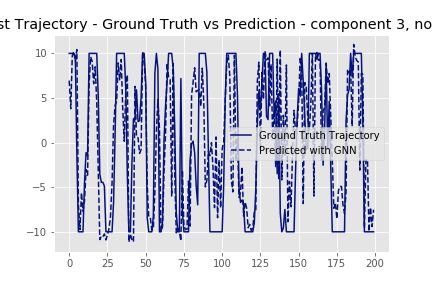 st Trajectory - Ground Truth vs Prediction - component 3, no
10
5
0
−5
−10
Ground Truth Trajectory
Predicted with GNN
0 25 50 75 100 125 150 175 200